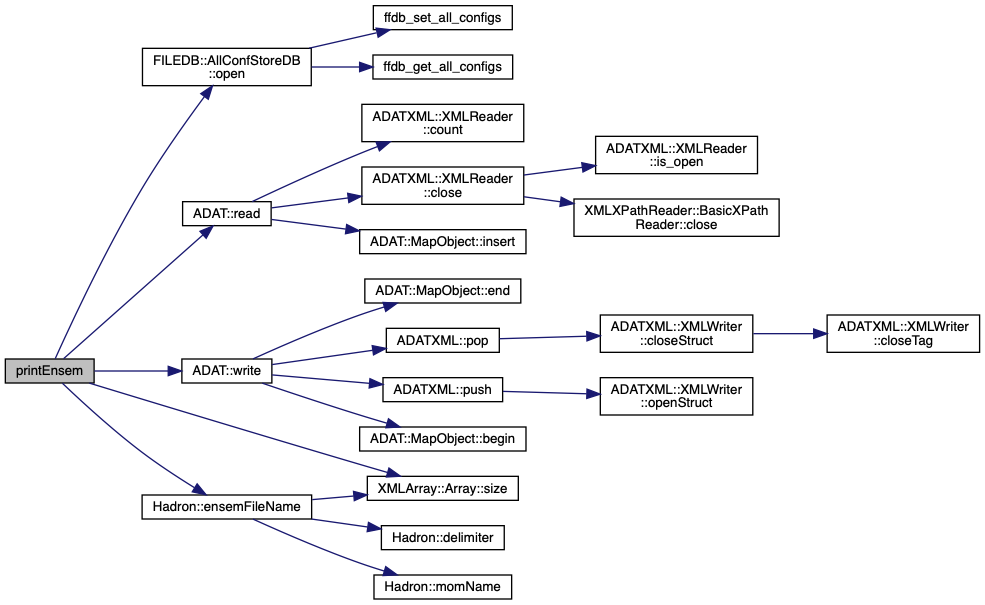 printEnsem
FILEDB::AllConfStoreDB
::open
ffdb_set_all_configs
ffdb_get_all_configs
ADAT::read
ADATXML::XMLReader
::count
ADATXML::XMLReader
::close
ADAT::MapObject::insert
ADATXML::XMLReader
::is_open
XMLXPathReader::BasicXPath
Reader::close
ADAT::write
ADAT::MapObject::end
ADATXML::pop
ADATXML::push
ADAT::MapObject::begin
ADATXML::XMLWriter
::closeStruct
ADATXML::XMLWriter
::closeTag
ADATXML::XMLWriter
::openStruct
XMLArray::Array::size
Hadron::ensemFileName
Hadron::delimiter
Hadron::momName